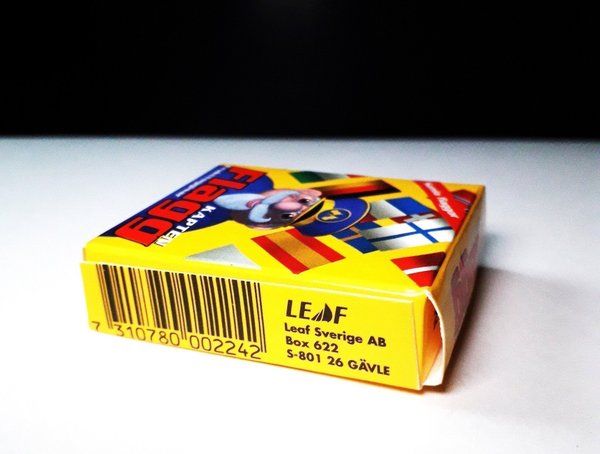 KAPTEN
Flagg
LEAF
Leaf Sverige AB
Box 622
S-801 26 GÄVLE
7 310780 002242